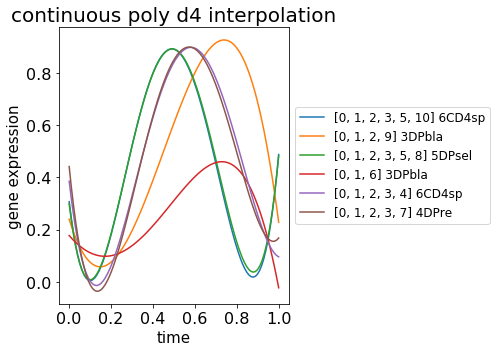 continuous poly d4 interpolation
gene expression
0.8
0.6
0.4
0.2
0.0
0.0 0.2 0.4 0.6 0.8 1.0
time
[0, 1, 2, 3, 5, 10] 6CD4sp
[0, 1, 2, 9] 3DPbla
[0, 1, 2, 3, 5, 8] 5DPsel
[0, 1, 6] 3DPbla
[0, 1, 2, 3, 4] 6CD4sp
[0, 1, 2, 3, 7] 4DPre